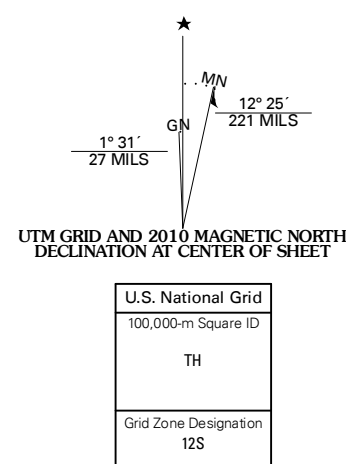 ★
MN
GN
12° 25´
221 MILS
1° 31´
27 MILS
UTM GRID AND 2010 MAGNETIC NORTH
DECLINATION AT CENTER OF SHEET
U.S. National Grid
100,000-m Square ID
TH
Grid Zone Designation
12S